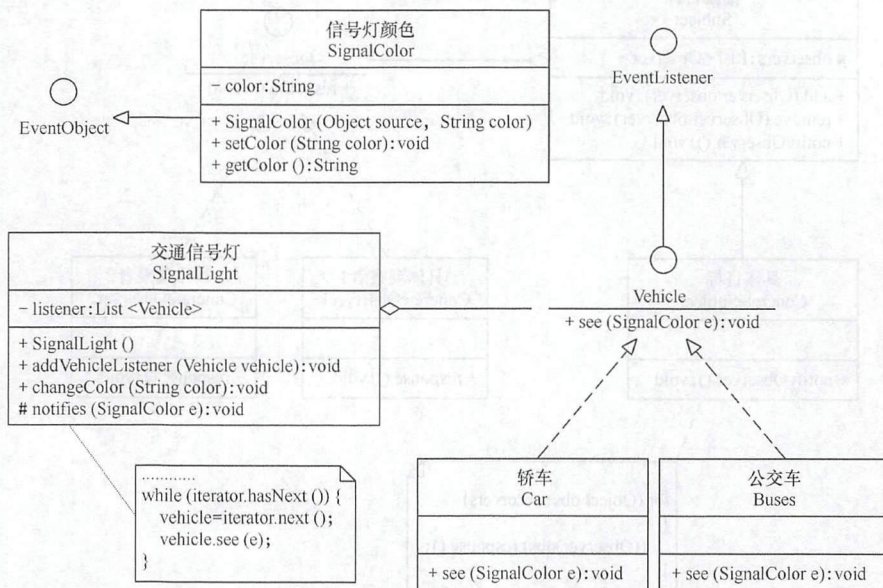 信号灯颜色
SignalColor
- color:String
+ SignalColor (Object source, String color)
+ setColor (String color):void
+ getColor ():String
EventObject
EventListener
交通信号灯
SignalLight
- listener:List <Vehicle>
+ SignalLight ()
+ addVehicleListener (Vehicle vehicle):void
+ changeColor (String color):void
# notifies (SignalColor e):void
Vehicle
+ see (SignalColor e):void
............
while (iterator.hasNext ()) {
vehicle=iterator.next ();
vehicle.see (e);
}
轿车
Car
+ see (SignalColor e):void
公交车
Buses
+ see (SignalColor e):void